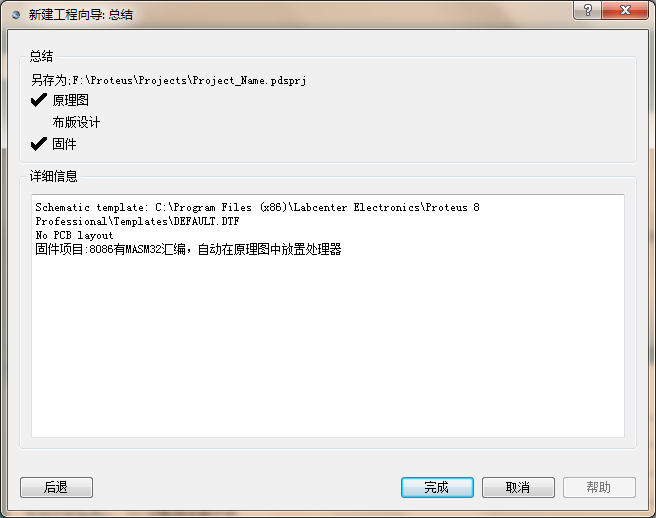 新建工程向导: 总结
总结
另存为:F:\Proteus\Projects\Project_Name.pdsprj
原理图
布版设计
固件
详细信息
Schematic template: C:\Program Files (x86)\Labcenter Electronics\Proteus 8
Professional\Templates\DEFAULT.DTF
No PCB layout
固件项目:8086有MASM32汇编，自动在原理图中放置处理器
后退
完成
取消
帮助